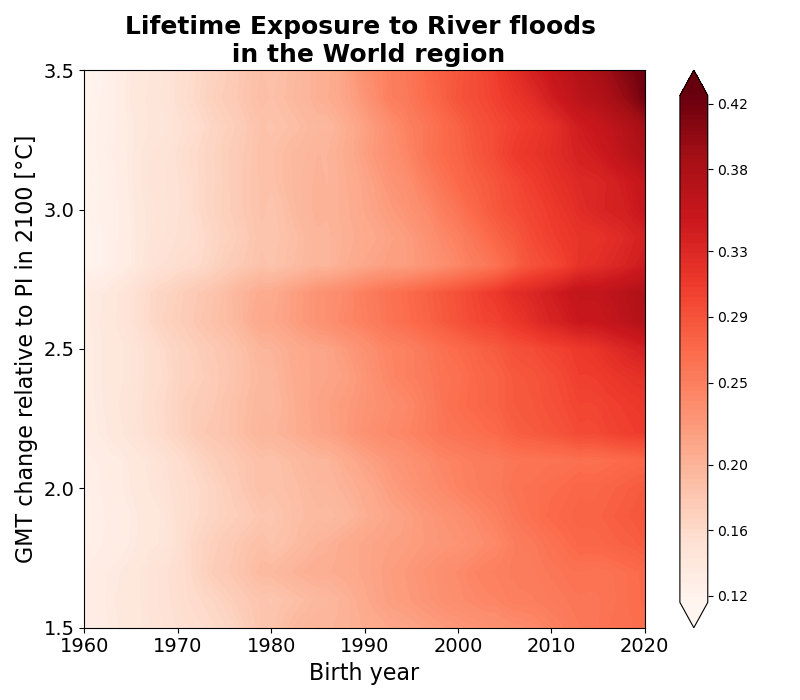 Lifetime Exposure to River floods
in the World region
GMT change relative to PI in 2100 [°C]
3.5
3.0
2.5
2.0
1.5
1960 1970 1980 1990 2000 2010 2020
Birth year
0.42
0.38
0.33
0.29
0.25
0.20
0.16
0.12